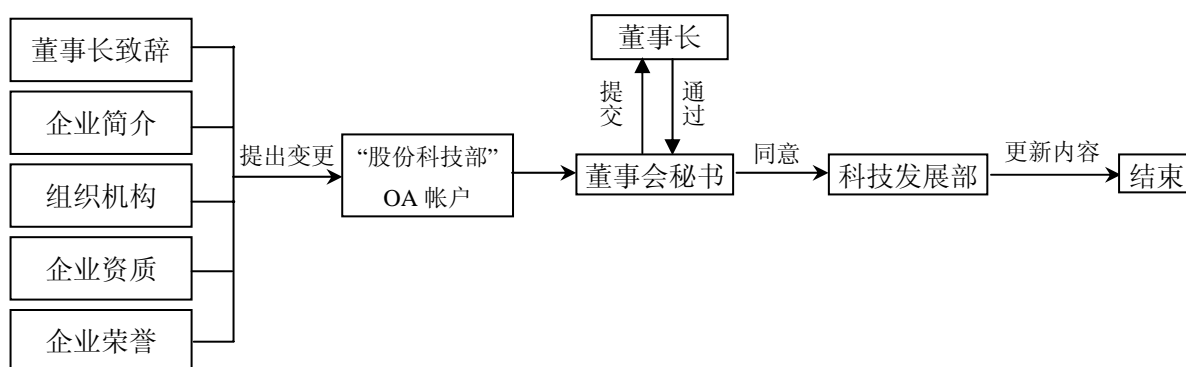 董事长致辞
企业简介
组织机构
企业资质
企业荣誉
提出变更
“股份科技部”
OA 帐户
董事长
提交
通过
董事会秘书
同意
科技发展部
更新内容
结束